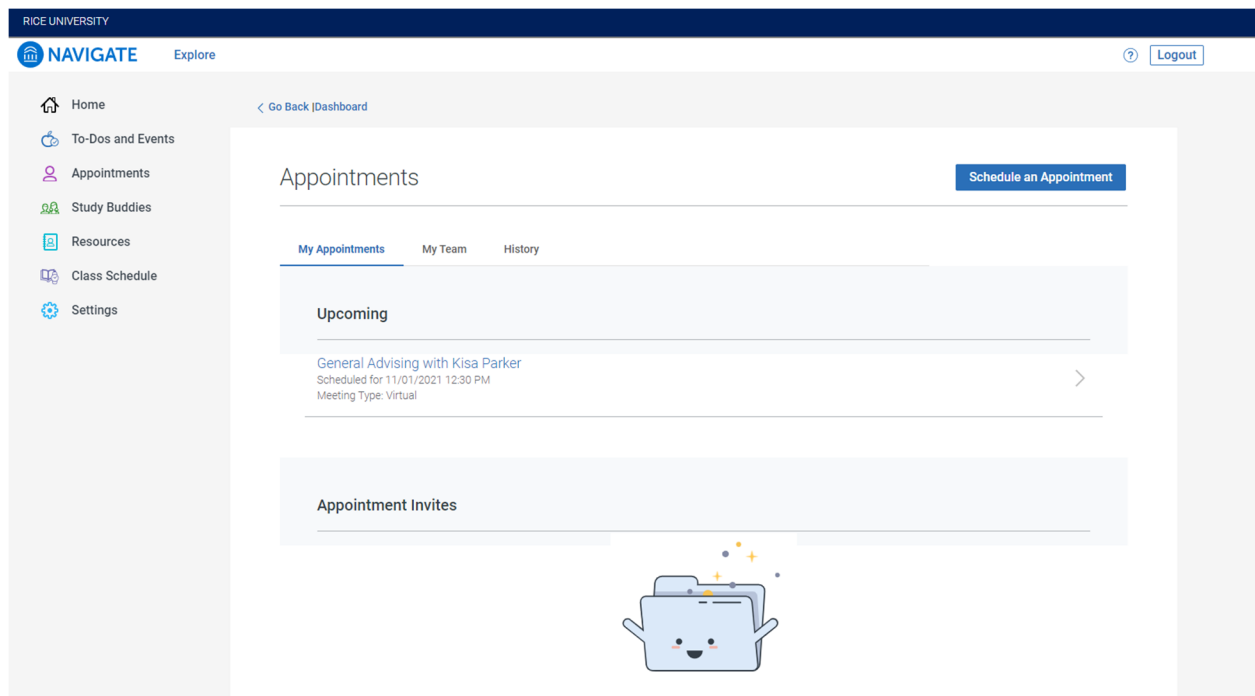 RICE UNIVERSITY
NAVIGATE
Explore
?
Logout
Home
To-Dos and Events
Appointments
Study Buddies
Resources
Class Schedule
Settings
Go Back |Dashboard
Appointments
Schedule an Appointment
My Appointments
My Team
History
Upcoming
General Advising with Kisa Parker
Scheduled for 11/01/2021 12:30 PM
Meeting Type: Virtual
Appointment Invites